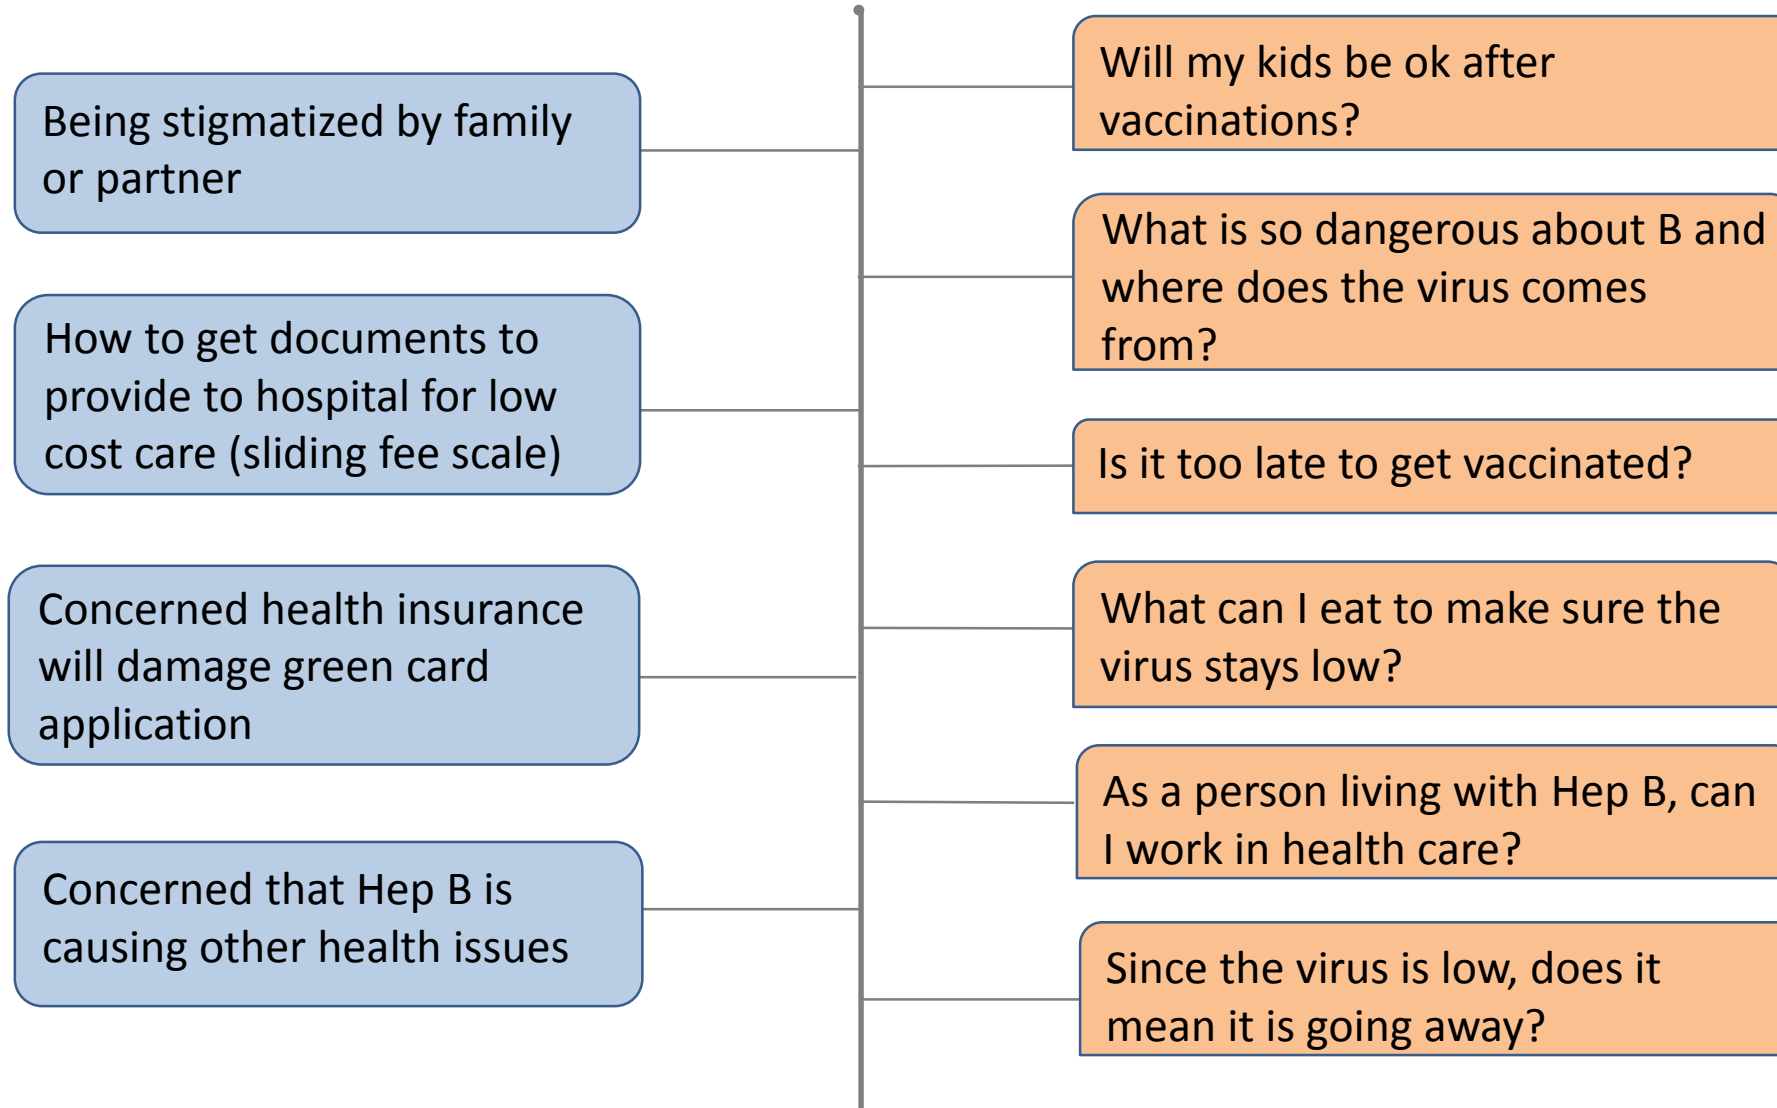 Being stigmatized by family
or partner
How to get documents to
provide to hospital for low
cost care (sliding fee scale)
Concerned health insurance
will damage green card
application
Concerned that Hep B is
causing other health issues
Will my kids be ok after
vaccinations?
What is so dangerous about B and
where does the virus comes
from?
Is it too late to get vaccinated?
What can I eat to make sure the
virus stays low?
As a person living with Hep B, can
I work in health care?
Since the virus is low, does it
mean it is going away?